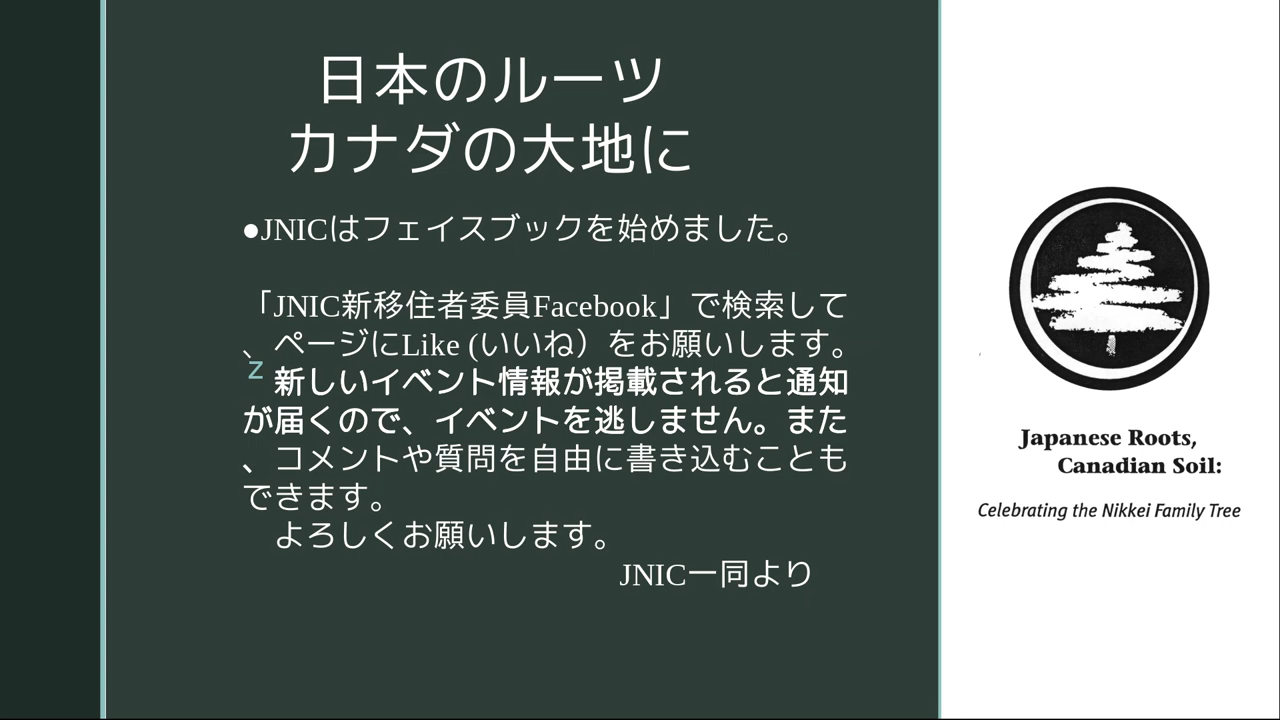 日本のルーツ
カナダの大地に
●JNICはフェイスブックを始めました。
「JNIC新移住者委員Facebook」で検索して
、ページにLike (いいね）をお願いします。
z
新しいイベント情報が掲載されると通知
が届くので、イベントを逃しません。また
、コメントや質問を自由に書き込むことも
できます。
よろしくお願いします。
JNIC一同より
Japanese Roots,
Canadian Soil:
Celebrating the Nikkei Family Tree